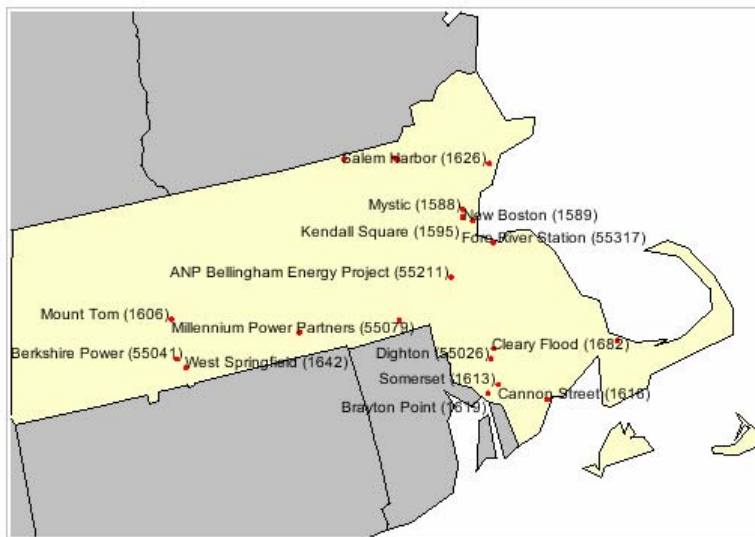 Salem Harbor (1626)
Mystic (1588)
New Boston (1589)
Kendall Square (1595)
Fore River Station (55317)
ANP Bellingham Energy Project (55211)
Mount Tom (1606)
Millennium Power Partners (55079)
Berkshire Power (55041)
West Springfield (1642)
Dighton (55026)
Cleary Flood (1682)
Somerset (1613)
Cannon Street (1616)
Brayton Point (1619)